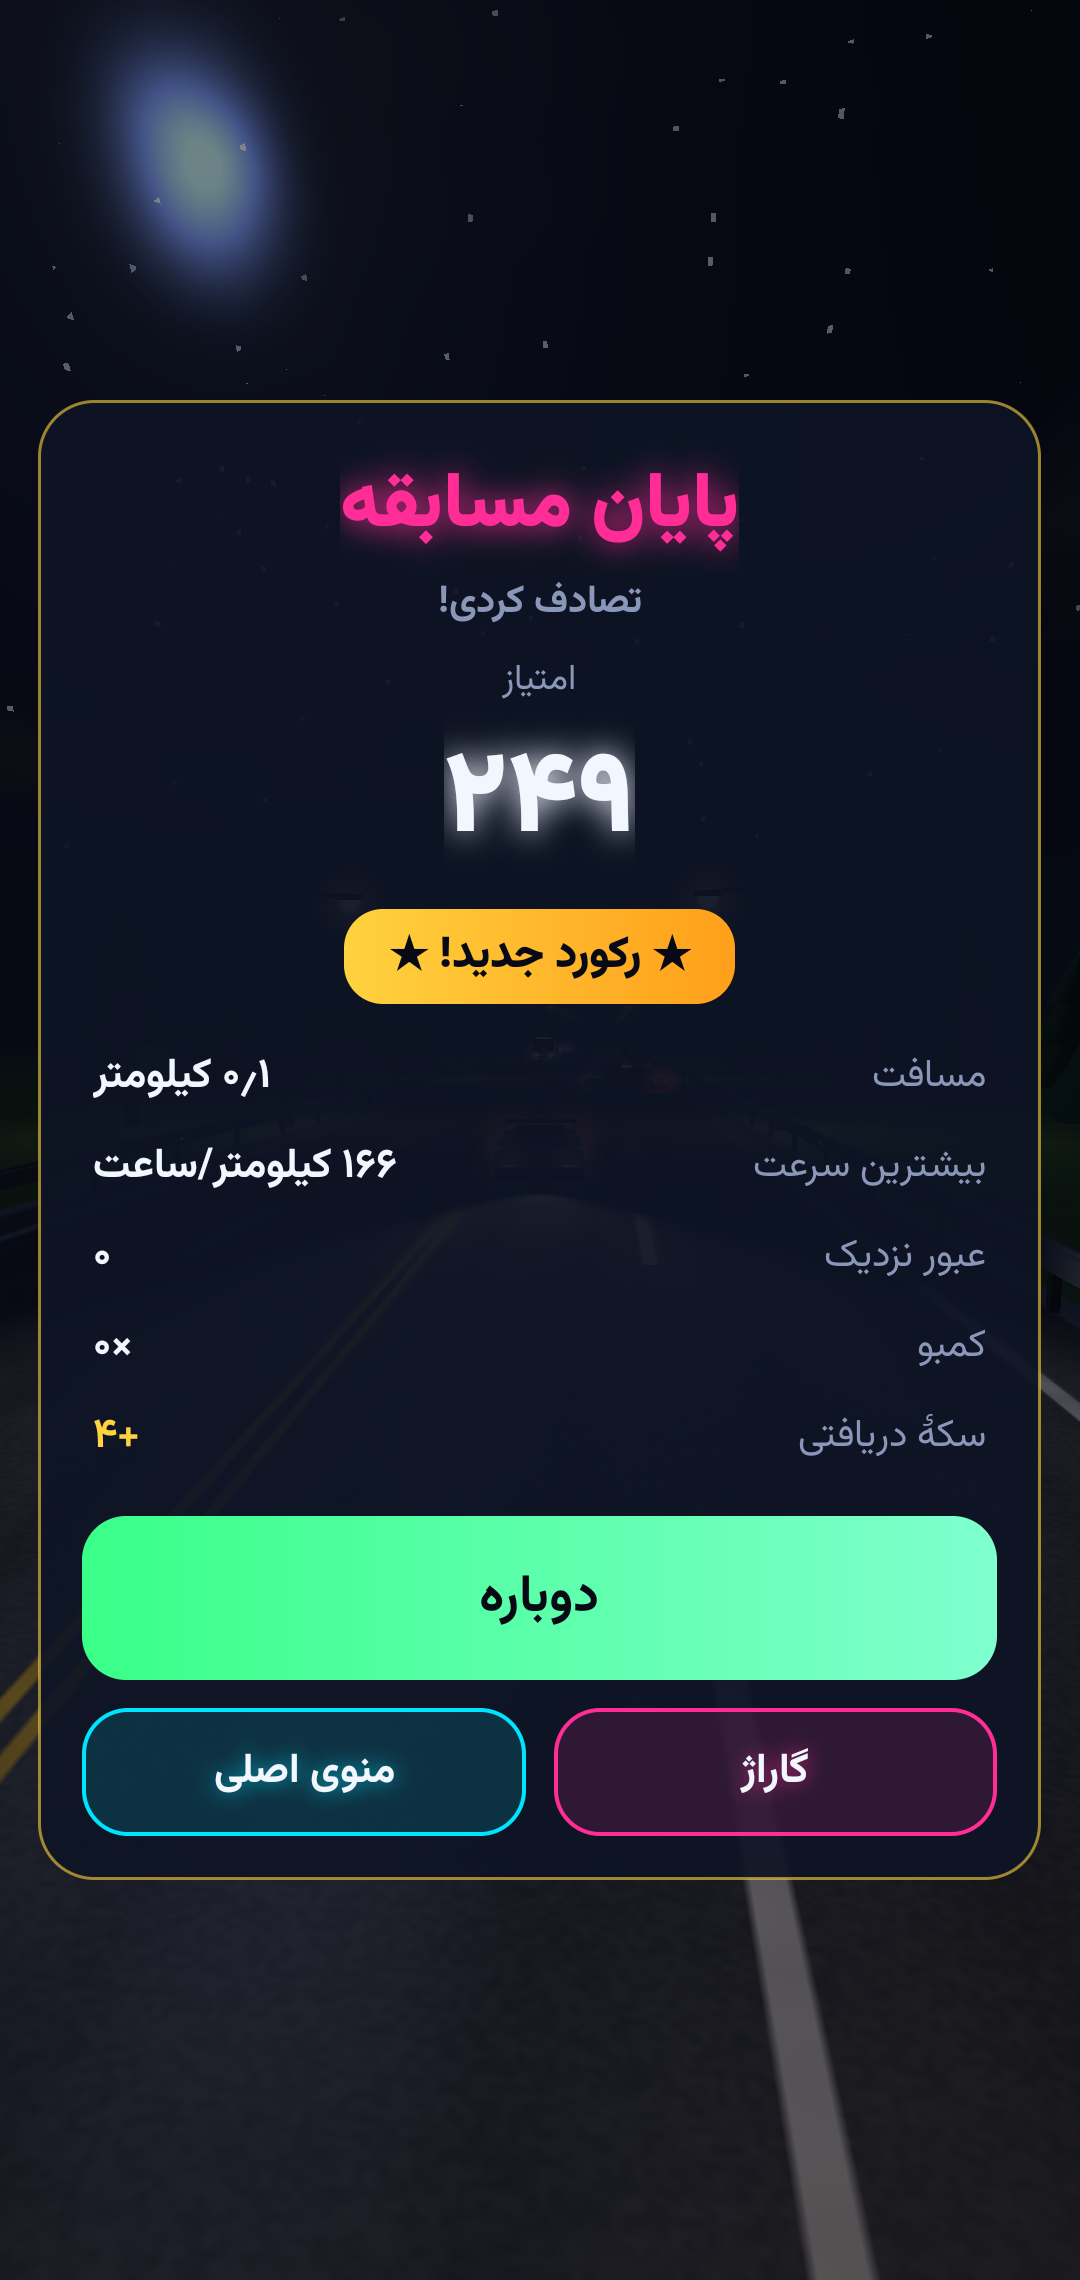 پایان مسابقه
تصادف کردی!
امتیاز
۲۴۹
★ رکورد جدید! ★
مسافت ۰٫۱ کیلومتر
بیشترین سرعت ۱۶۶ کیلومتر/ساعت
عبور نزدیک ۰
کمبو ×۰
سکهٔ دریافتی +۴
دوباره
گاراژ منوی اصلی